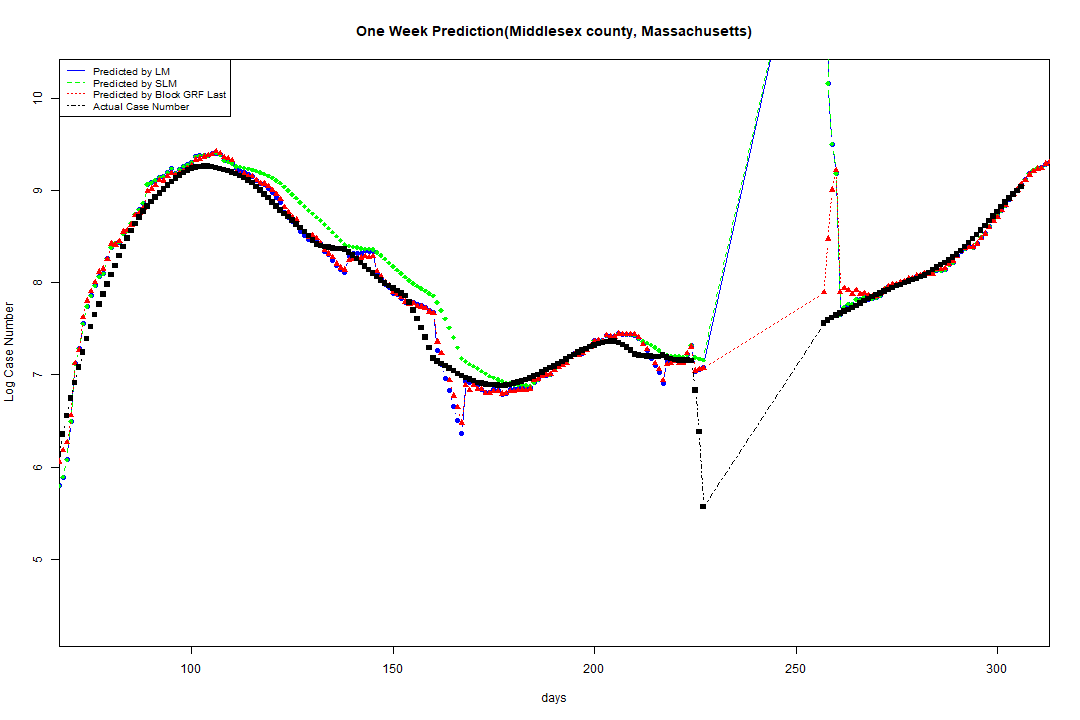 One Week Prediction(Middlesex county, Massachusetts)
Predicted by LM
Predicted by SLM
Predicted by Block GRF Last
Actual Case Number
10
9
8
7
6
5
Log Case Number
100 150 200 250 300
days